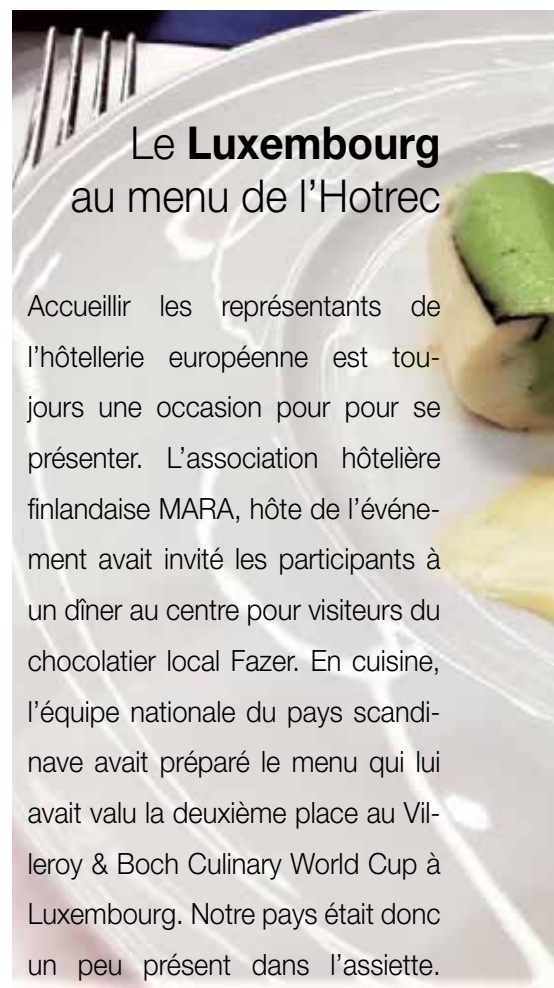 Le Luxembourg
au menu de l’Hotrec
Accueillir les représentants de
l’hôtellerie européenne est tou-
jours une occasion pour pour se
présenter. L’association hôtelière
finlandaise MARA, hôte de l’événe-
ment avait invité les participants à
un dîner au centre pour visiteurs du
chocolatier local Fazer. En cuisine,
l’équipe nationale du pays scandi-
nave avait préparé le menu qui lui
avait valu la deuxième place au Vil-
leroy & Boch Culinary World Cup à
Luxembourg. Notre pays était donc
un peu présent dans l’assiette.